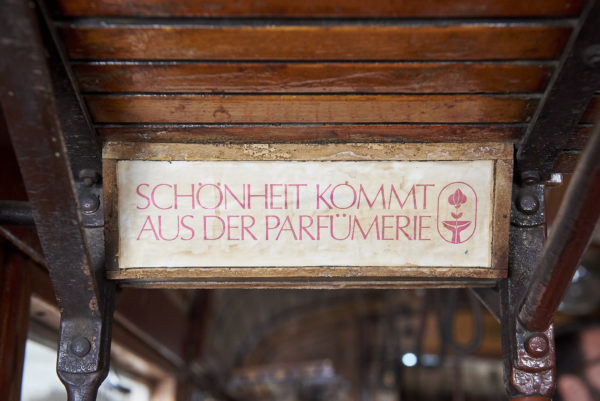 SCHÖNHEIT KOMMT
AUS DER PARFÜMERIE